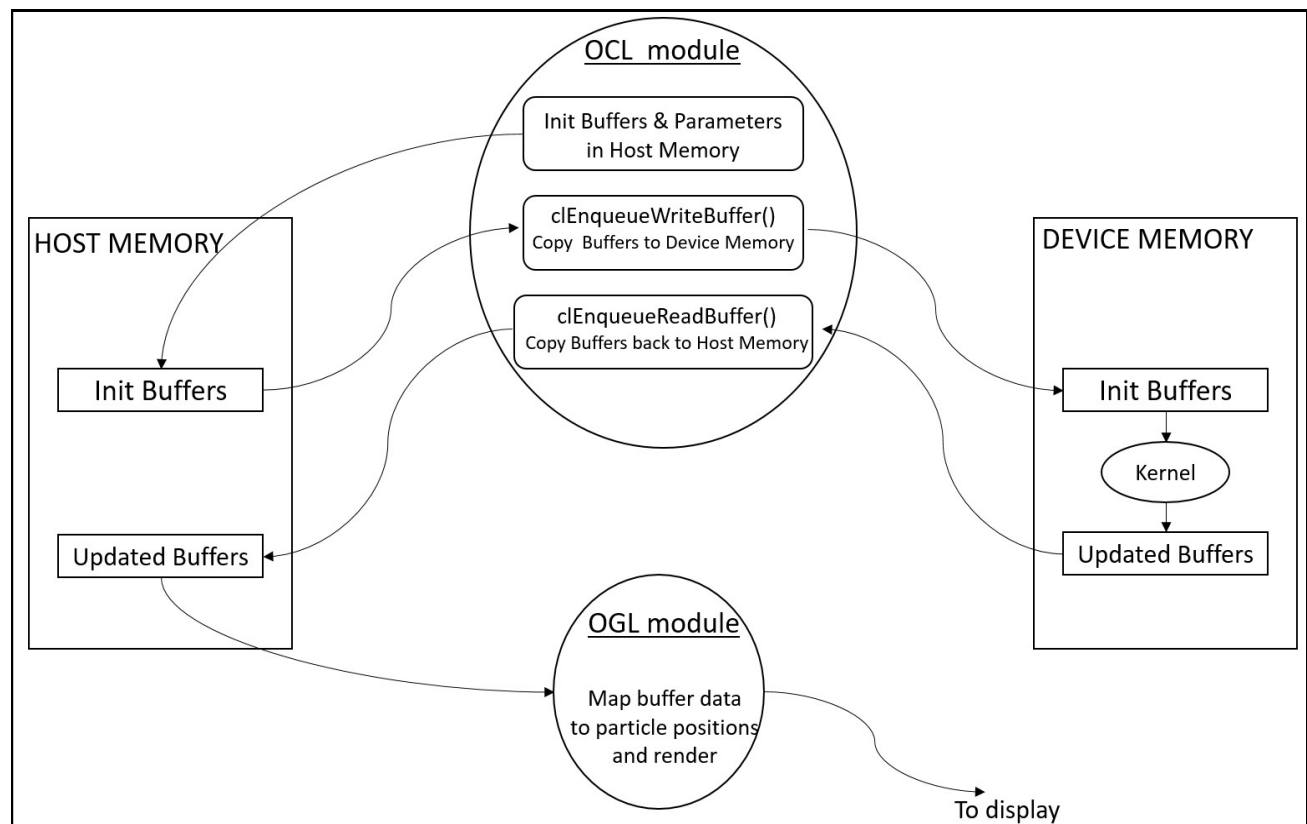 OCL module
Init Buffers & Parameters
in Host Memory
clEnqueueWriteBuffer()
Copy Buffers to Device Memory
clEnqueueReadBuffer()
Copy Buffers back to Host Memory
HOST MEMORY
Init Buffers
Updated Buffers
DEVICE MEMORY
Init Buffers
Kernel
Updated Buffers
OGL module
Map buffer data
to particle positions
and render
To display